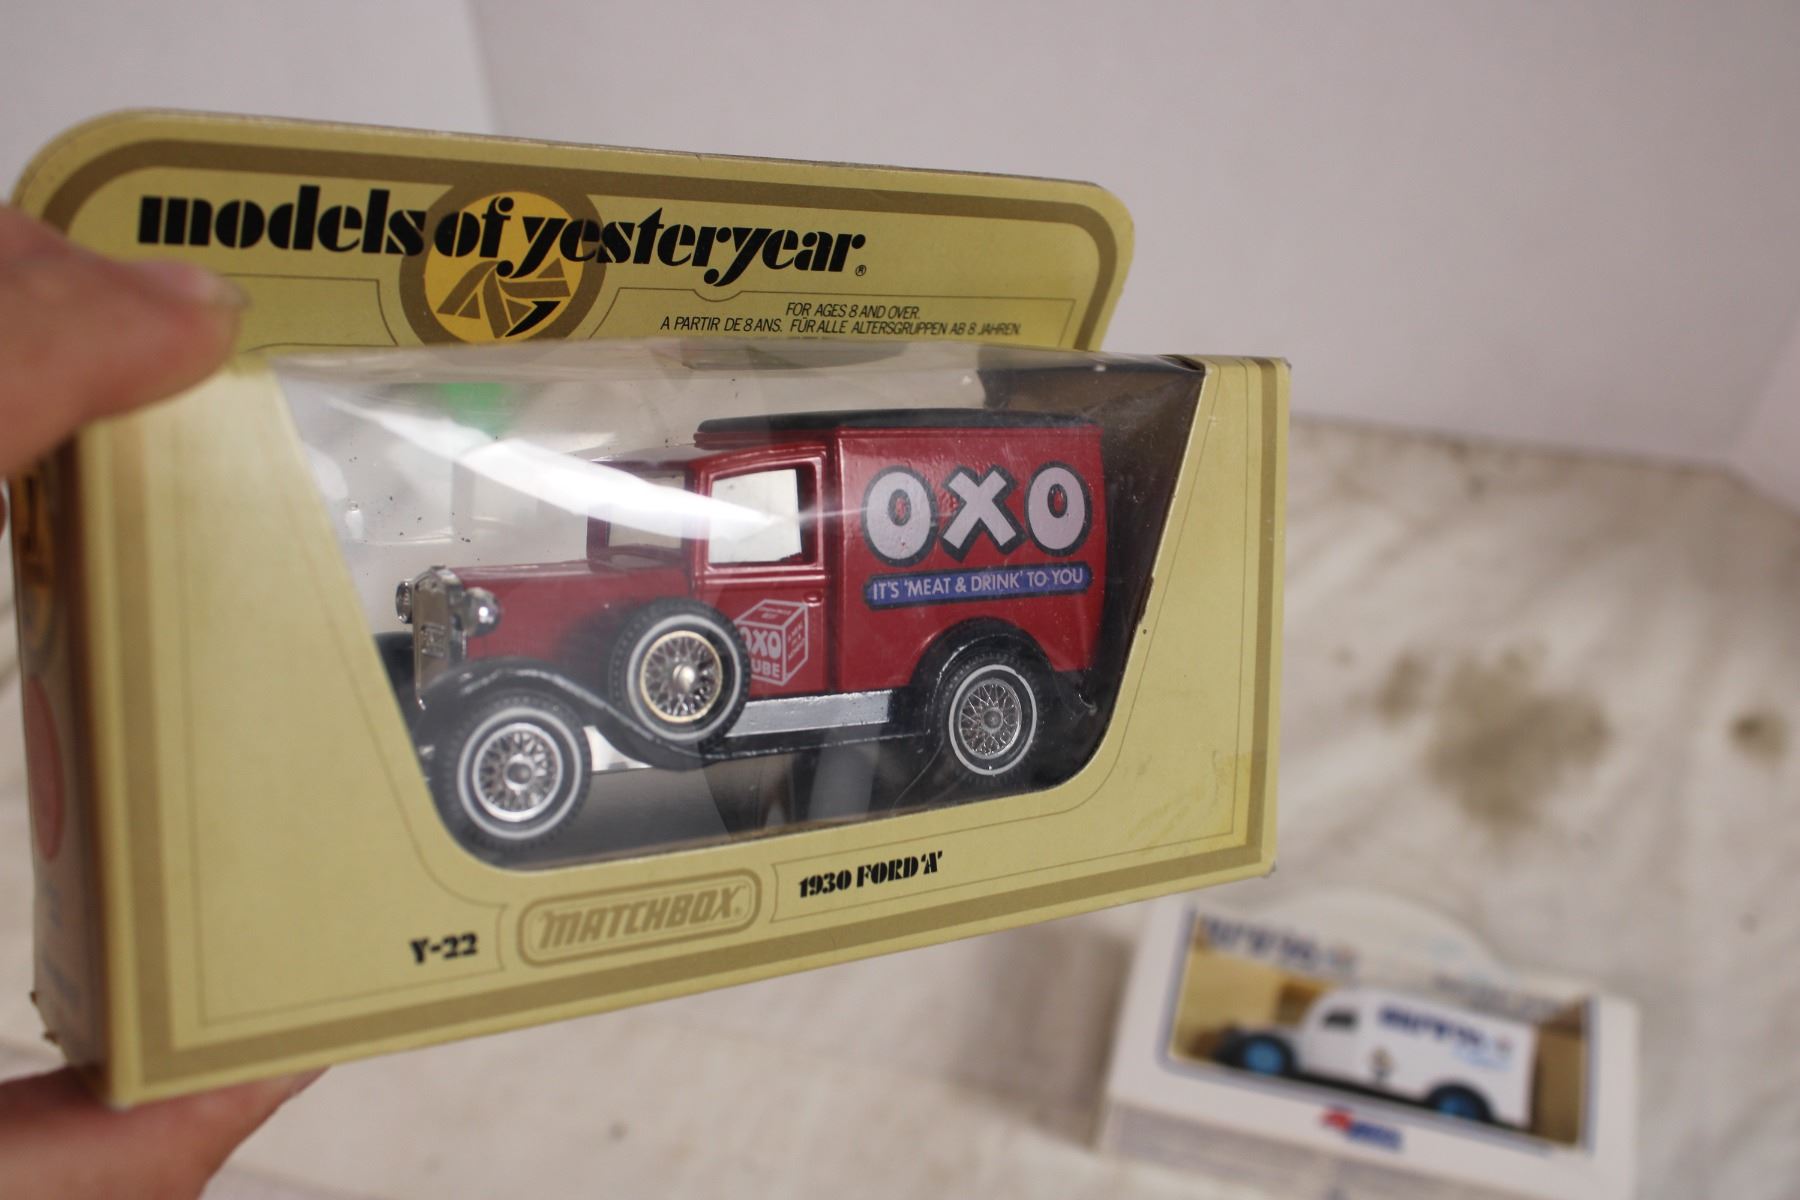 models of yesteryear®
FOR AGES 8 AND OVER.
A PARTIR DE 8 ANS. FÜR ALLE ALTERSGRUPPEN AB 8 JAHREN.
OXO
IT'S 'MEAT & DRINK' TO YOU
OXO
UBE
Y-22
MATCHBOX®
1930 FORD 'A'